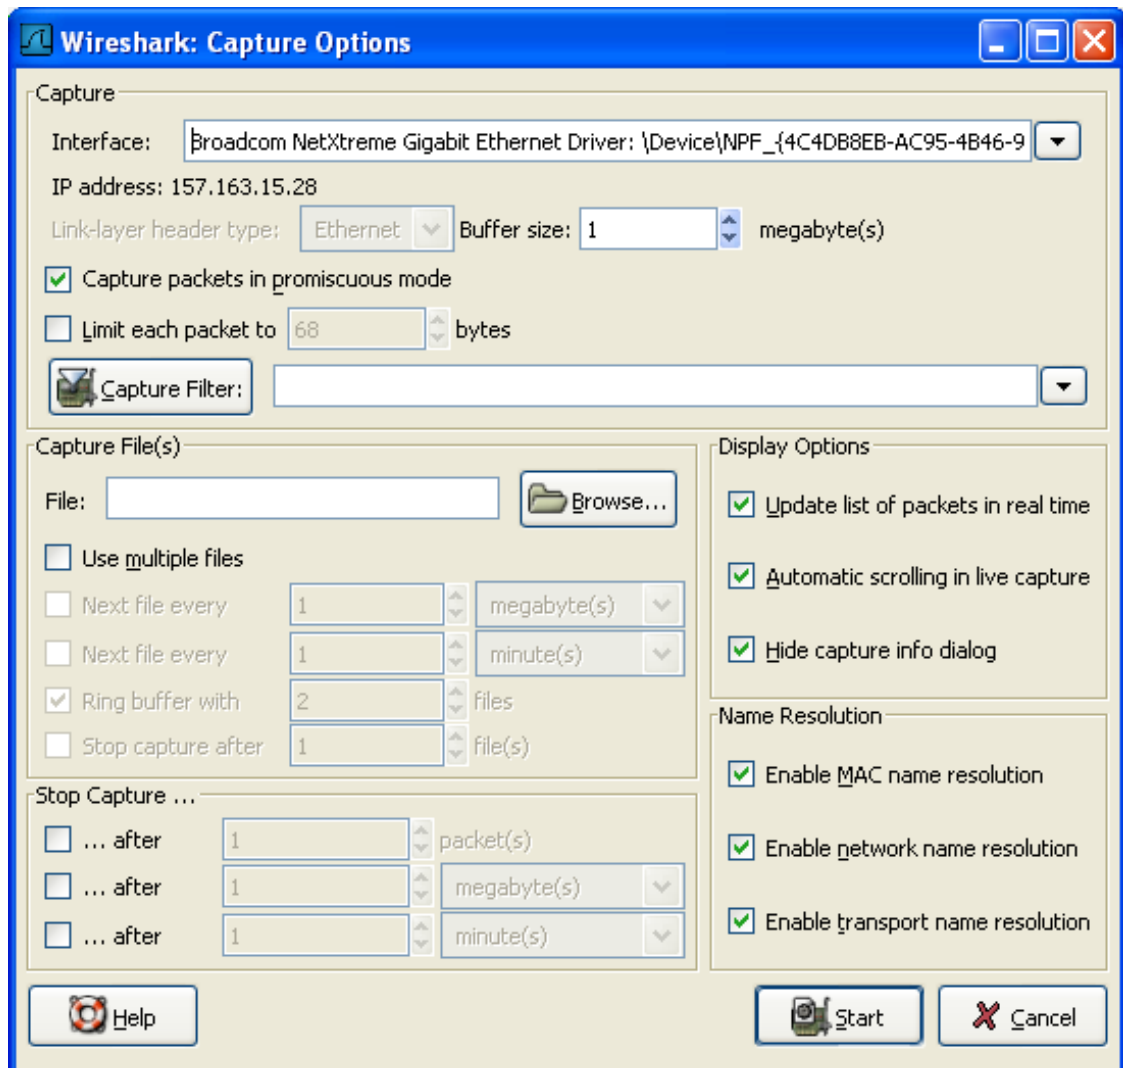 Wireshark: Capture Options
Capture
Interface: Broadcom NetXtreme Gigabit Ethernet Driver: \Device\NPF_{4C4DB8EB-AC95-4B46-9
IP address: 157.163.15.28
Link-layer header type: Ethernet Buffer size: 1 megabyte(s)
Capture packets in promiscuous mode
Limit each packet to 68 bytes
Capture Filter:
Capture File(s)
File: Browse...
Use multiple files
Next file every 1 megabyte(s)
Next file every 1 minute(s)
Ring buffer with 2 files
Stop capture after 1 file(s)
Stop Capture ...
... after 1 packet(s)
... after 1 megabyte(s)
... after 1 minute(s)
Display Options
Update list of packets in real time
Automatic scrolling in live capture
Hide capture info dialog
Name Resolution
Enable MAC name resolution
Enable network name resolution
Enable transport name resolution
Help Start Cancel